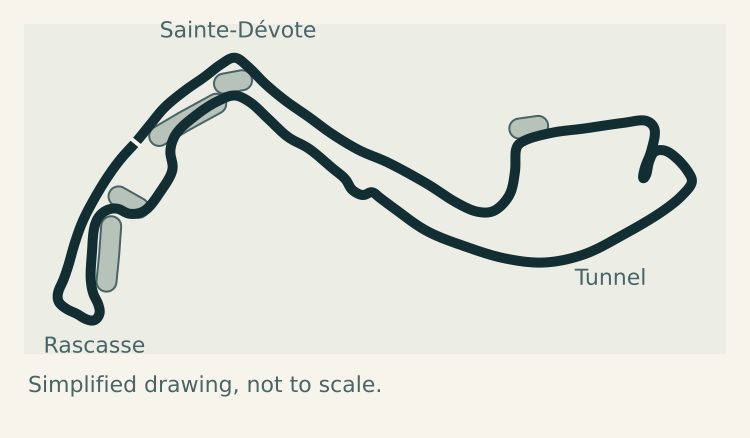 Sainte-Dévote
Tunnel
Rascasse
Simplified drawing, not to scale.